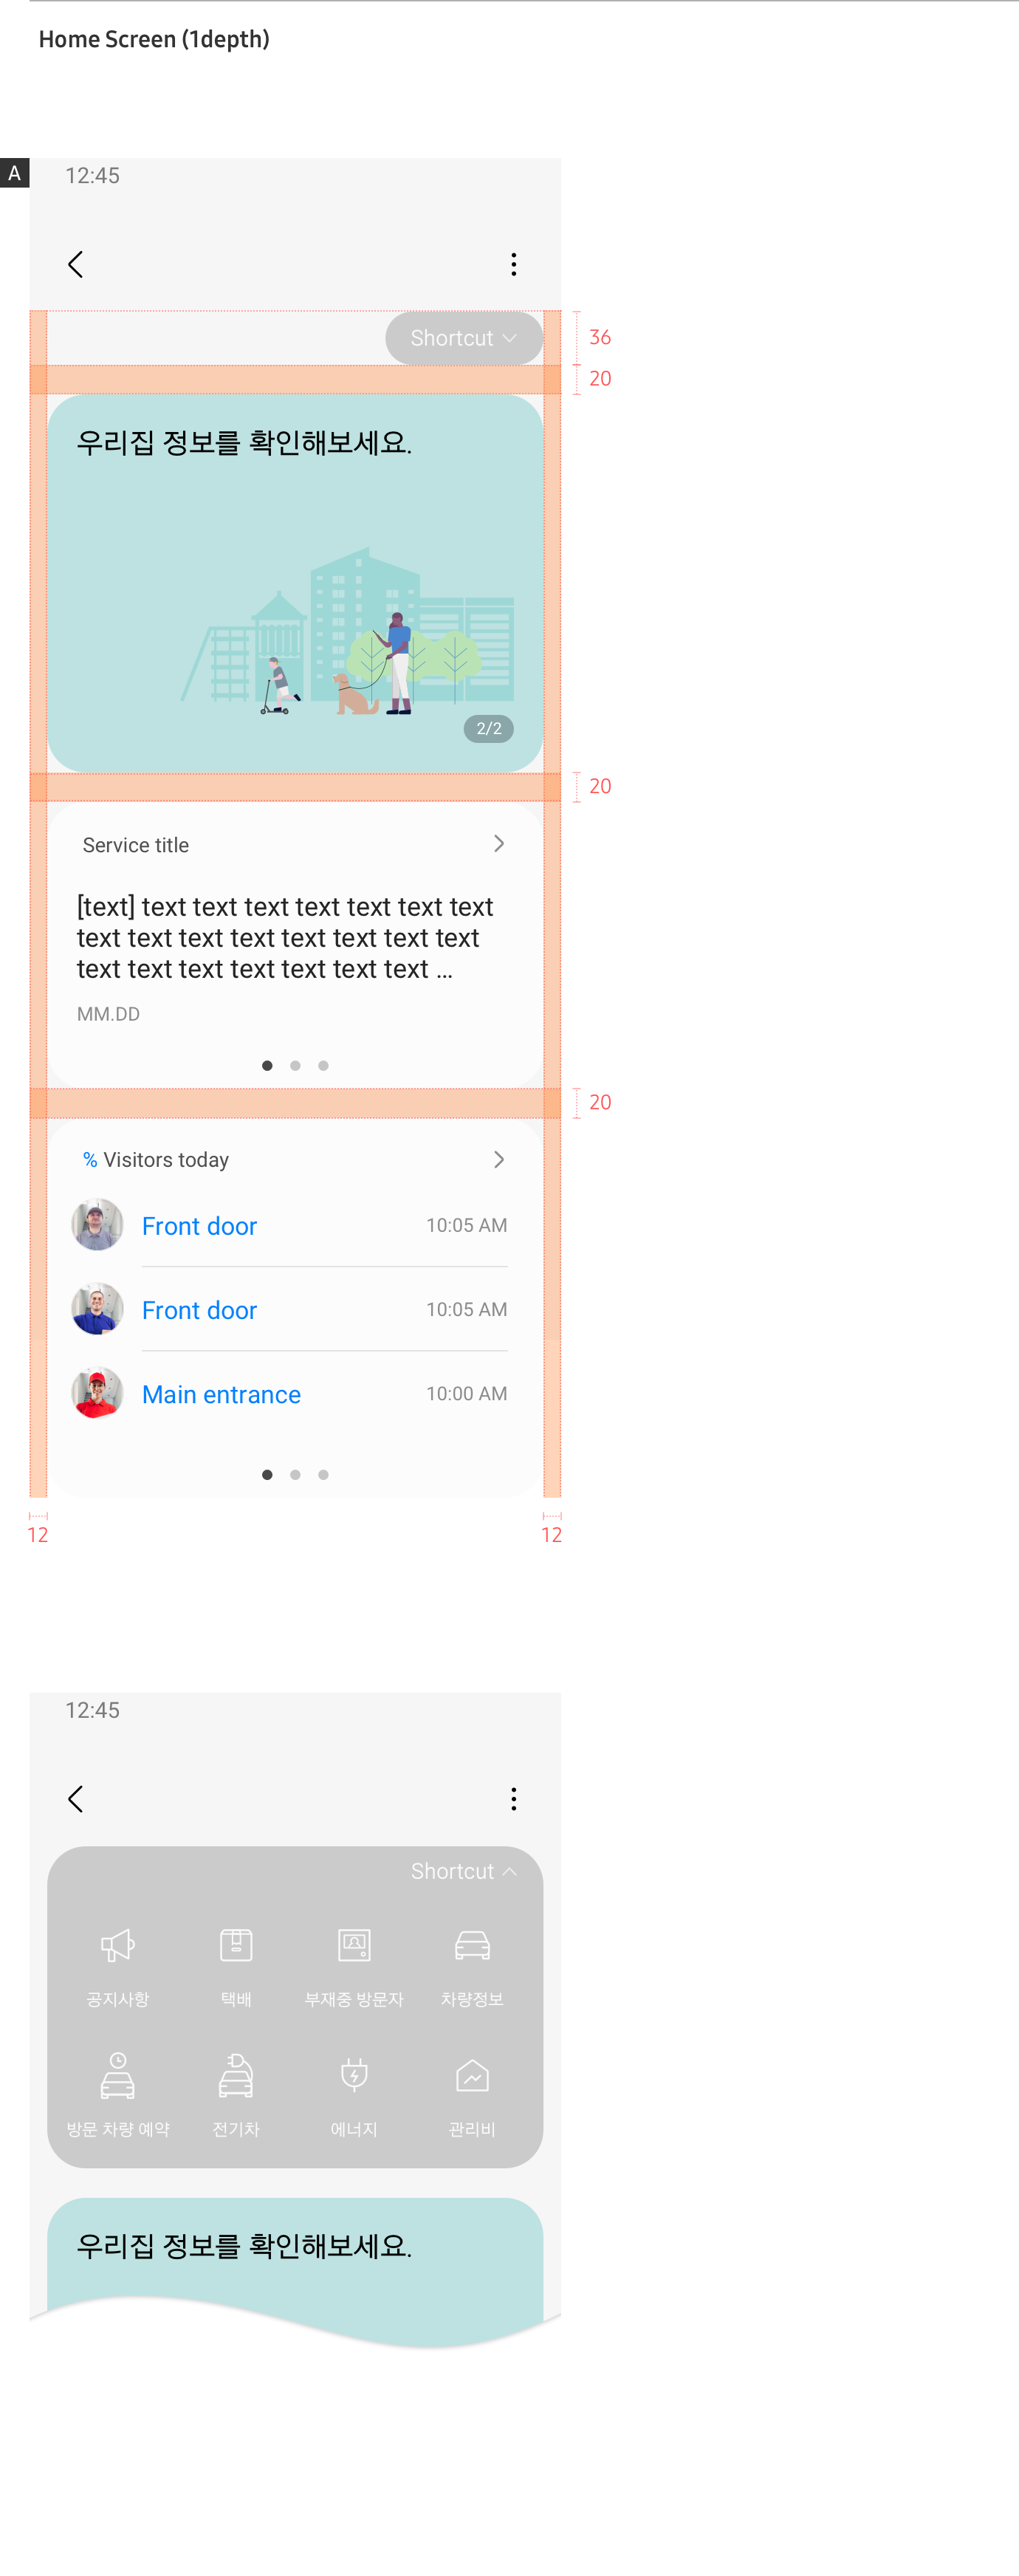 Home Screen (1depth)
A
12:45
Shortcut
36
20
우리집 정보를 확인해보세요.
2/2
20
Service title
[text] text text text text text text text
text text text text text text text text
text text text text text text text ...
MM.DD
20
% Visitors today
Front door 10:05 AM
Front door 10:05 AM
Main entrance 10:00 AM
12 12
12:45
Shortcut
공지사항 택배 부재중 방문자 차량정보
방문 차량 예약 전기차 에너지 관리비
우리집 정보를 확인해보세요.